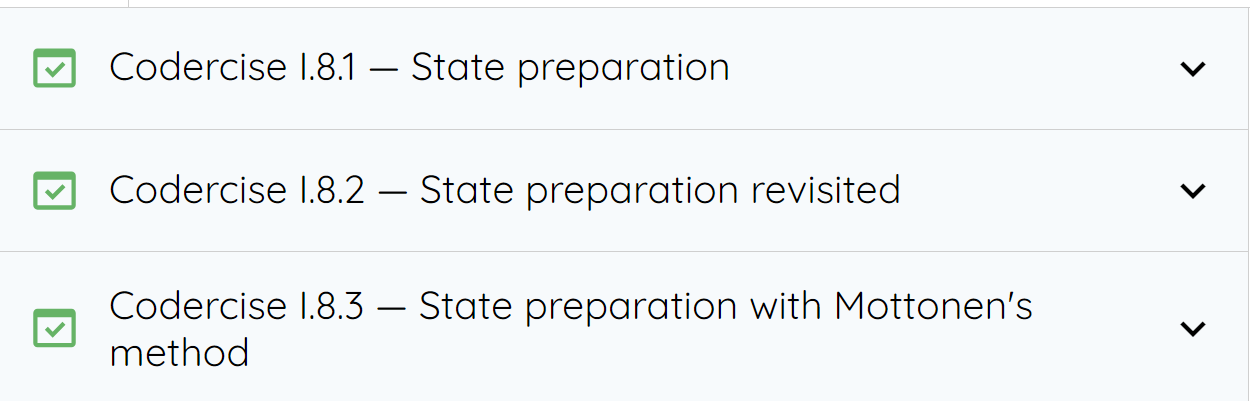 Codercise I.8.1 — State preparation
Codercise I.8.2 — State preparation revisited
Codercise I.8.3 — State preparation with Mottonen's
method